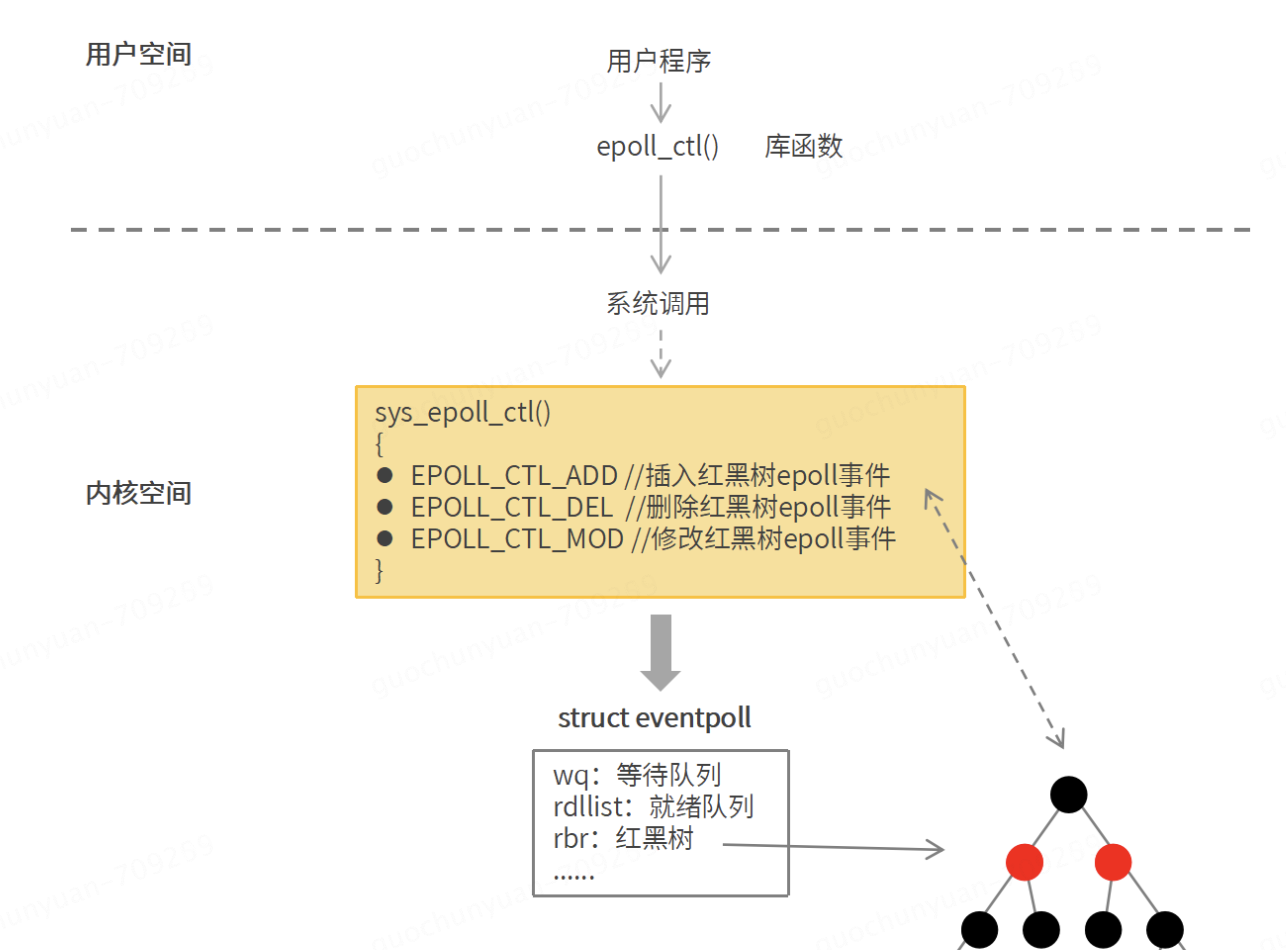 用户空间
用户程序
epoll_ctl() 库函数
系统调用
内核空间
sys_epoll_ctl()
{
● EPOLL_CTL_ADD //插入红黑树epoll事件
● EPOLL_CTL_DEL //删除红黑树epoll事件
● EPOLL_CTL_MOD //修改红黑树epoll事件
}
struct eventpoll
wq：等待队列
rdllist：就绪队列
rbr：红黑树
······
guochunyuan-709259